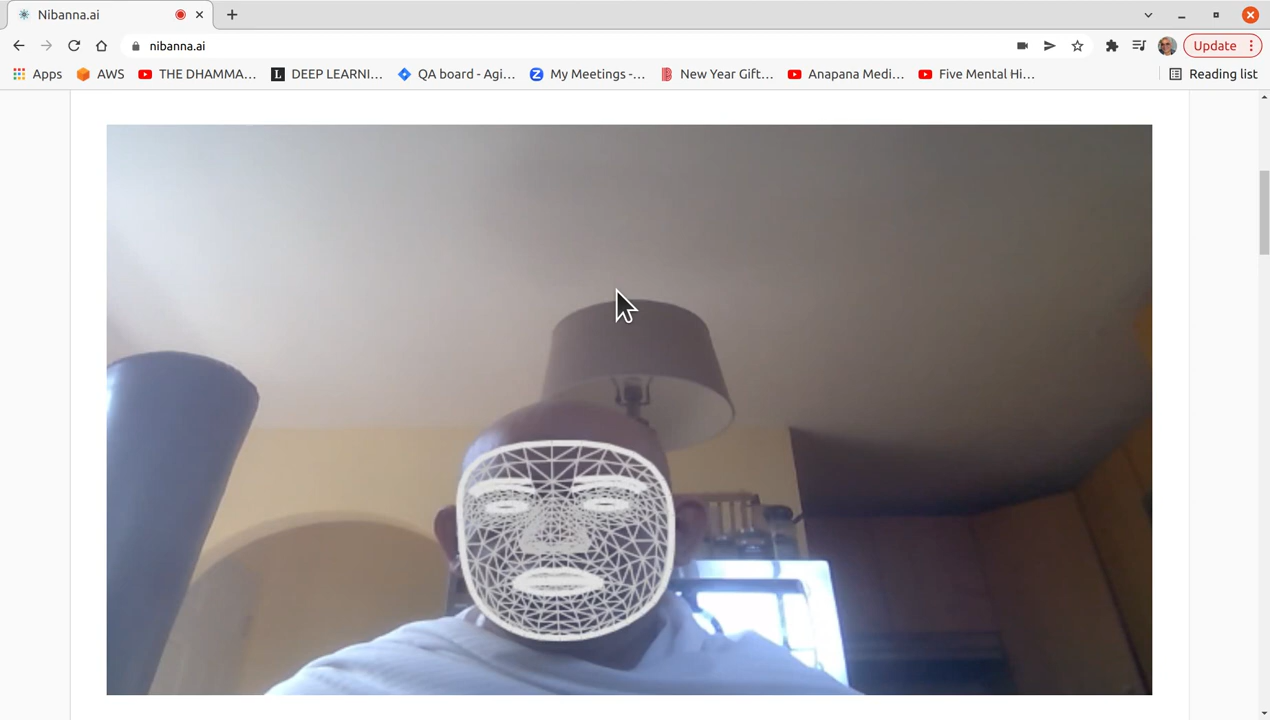 Nibanna.ai
nibanna.ai
Update
Apps AWS THE DHAMMA... DEEP LEARNI... QA board - Agi... My Meetings -... New Year Gift... Anapana Medi... Five Mental Hi... Reading list